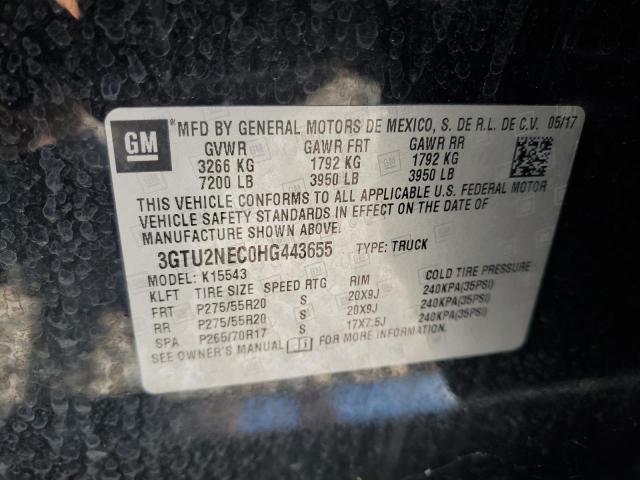 GM
MFD BY GENERAL MOTORS DE MEXICO, S. DE R.L. DE C.V. 05/17
GVWR GAWR FRT GAWR RR
3266 KG 1792 KG 1792 KG
7200 LB 3950 LB 3950 LB
THIS VEHICLE CONFORMS TO ALL APPLICABLE U.S. FEDERAL MOTOR
VEHICLE SAFETY STANDARDS IN EFFECT ON THE DATE OF
MANUFACTURE SHOWN ABOVE.
3GTU2NEC0HG443655 TYPE: TRUCK
MODEL: K15543
KLFT TIRE SIZE SPEED RTG RIM COLD TIRE PRESSURE
FRT P275/55R20 S 20X9J 240KPA(35PSI)
RR P275/55R20 S 20X9J 240KPA(35PSI)
SPA P265/70R17 S 17X7.5J 240KPA(35PSI)
SEE OWNER'S MANUAL FOR MORE INFORMATION.